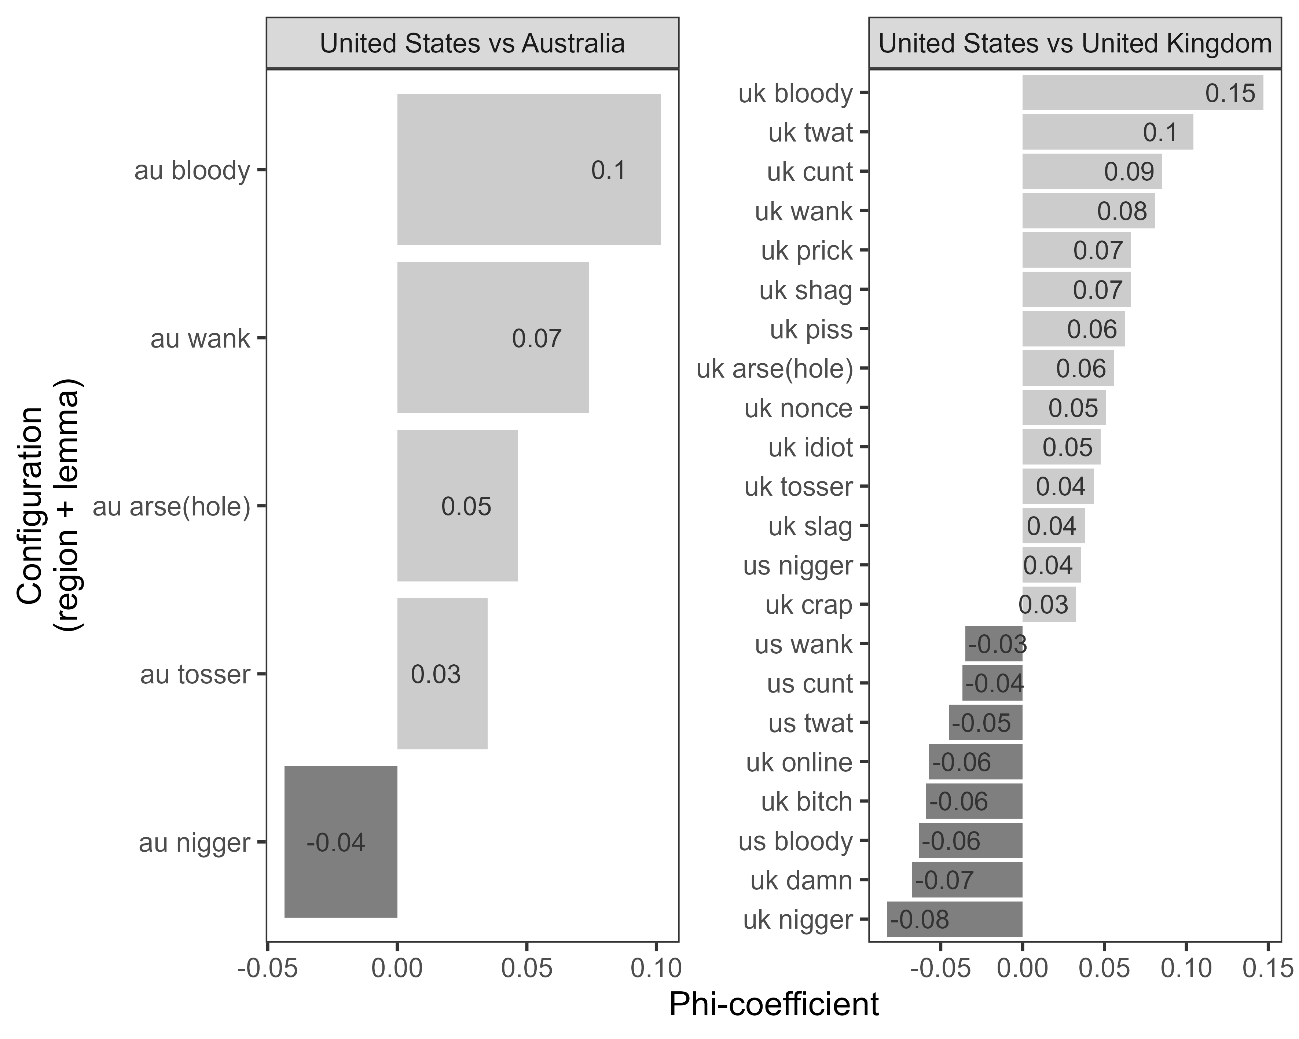 United States vs Australia
au bloody
0.1
au wank
0.07
au arse(hole)
0.05
au tosser
0.03
au nigger
-0.04
-0.05 0.00 0.05 0.10
United States vs United Kingdom
uk bloody
0.15
uk twat
0.1
uk cunt
0.09
uk wank
0.08
uk prick
0.07
uk shag
0.07
uk piss
0.06
uk arse(hole)
0.06
uk nonce
0.05
uk idiot
0.05
uk tosser
0.04
uk slag
0.04
us nigger
0.04
uk crap
0.03
us wank
-0.03
us cunt
-0.04
us twat
-0.05
uk online
-0.06
uk bitch
-0.06
us bloody
-0.06
uk damn
-0.07
uk nigger
-0.08
-0.05 0.00 0.05 0.10 0.15
Configuration
(region + lemma)
Phi-coefficient